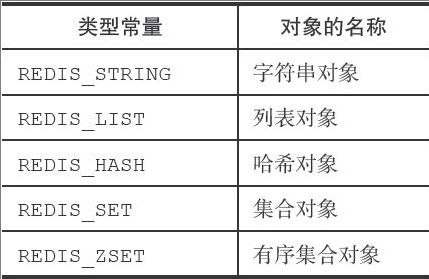 类型常量 对象的名称
REDIS_STRING 字符串对象
REDIS_LIST 列表对象
REDIS_HASH 哈希对象
REDIS_SET 集合对象
REDIS_ZSET 有序集合对象